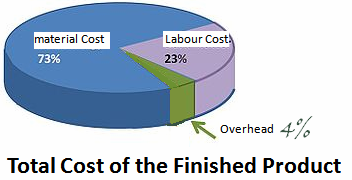 material Cost
73%
Labour Cost.
23%
Overhead 4%
Total Cost of the Finished Product